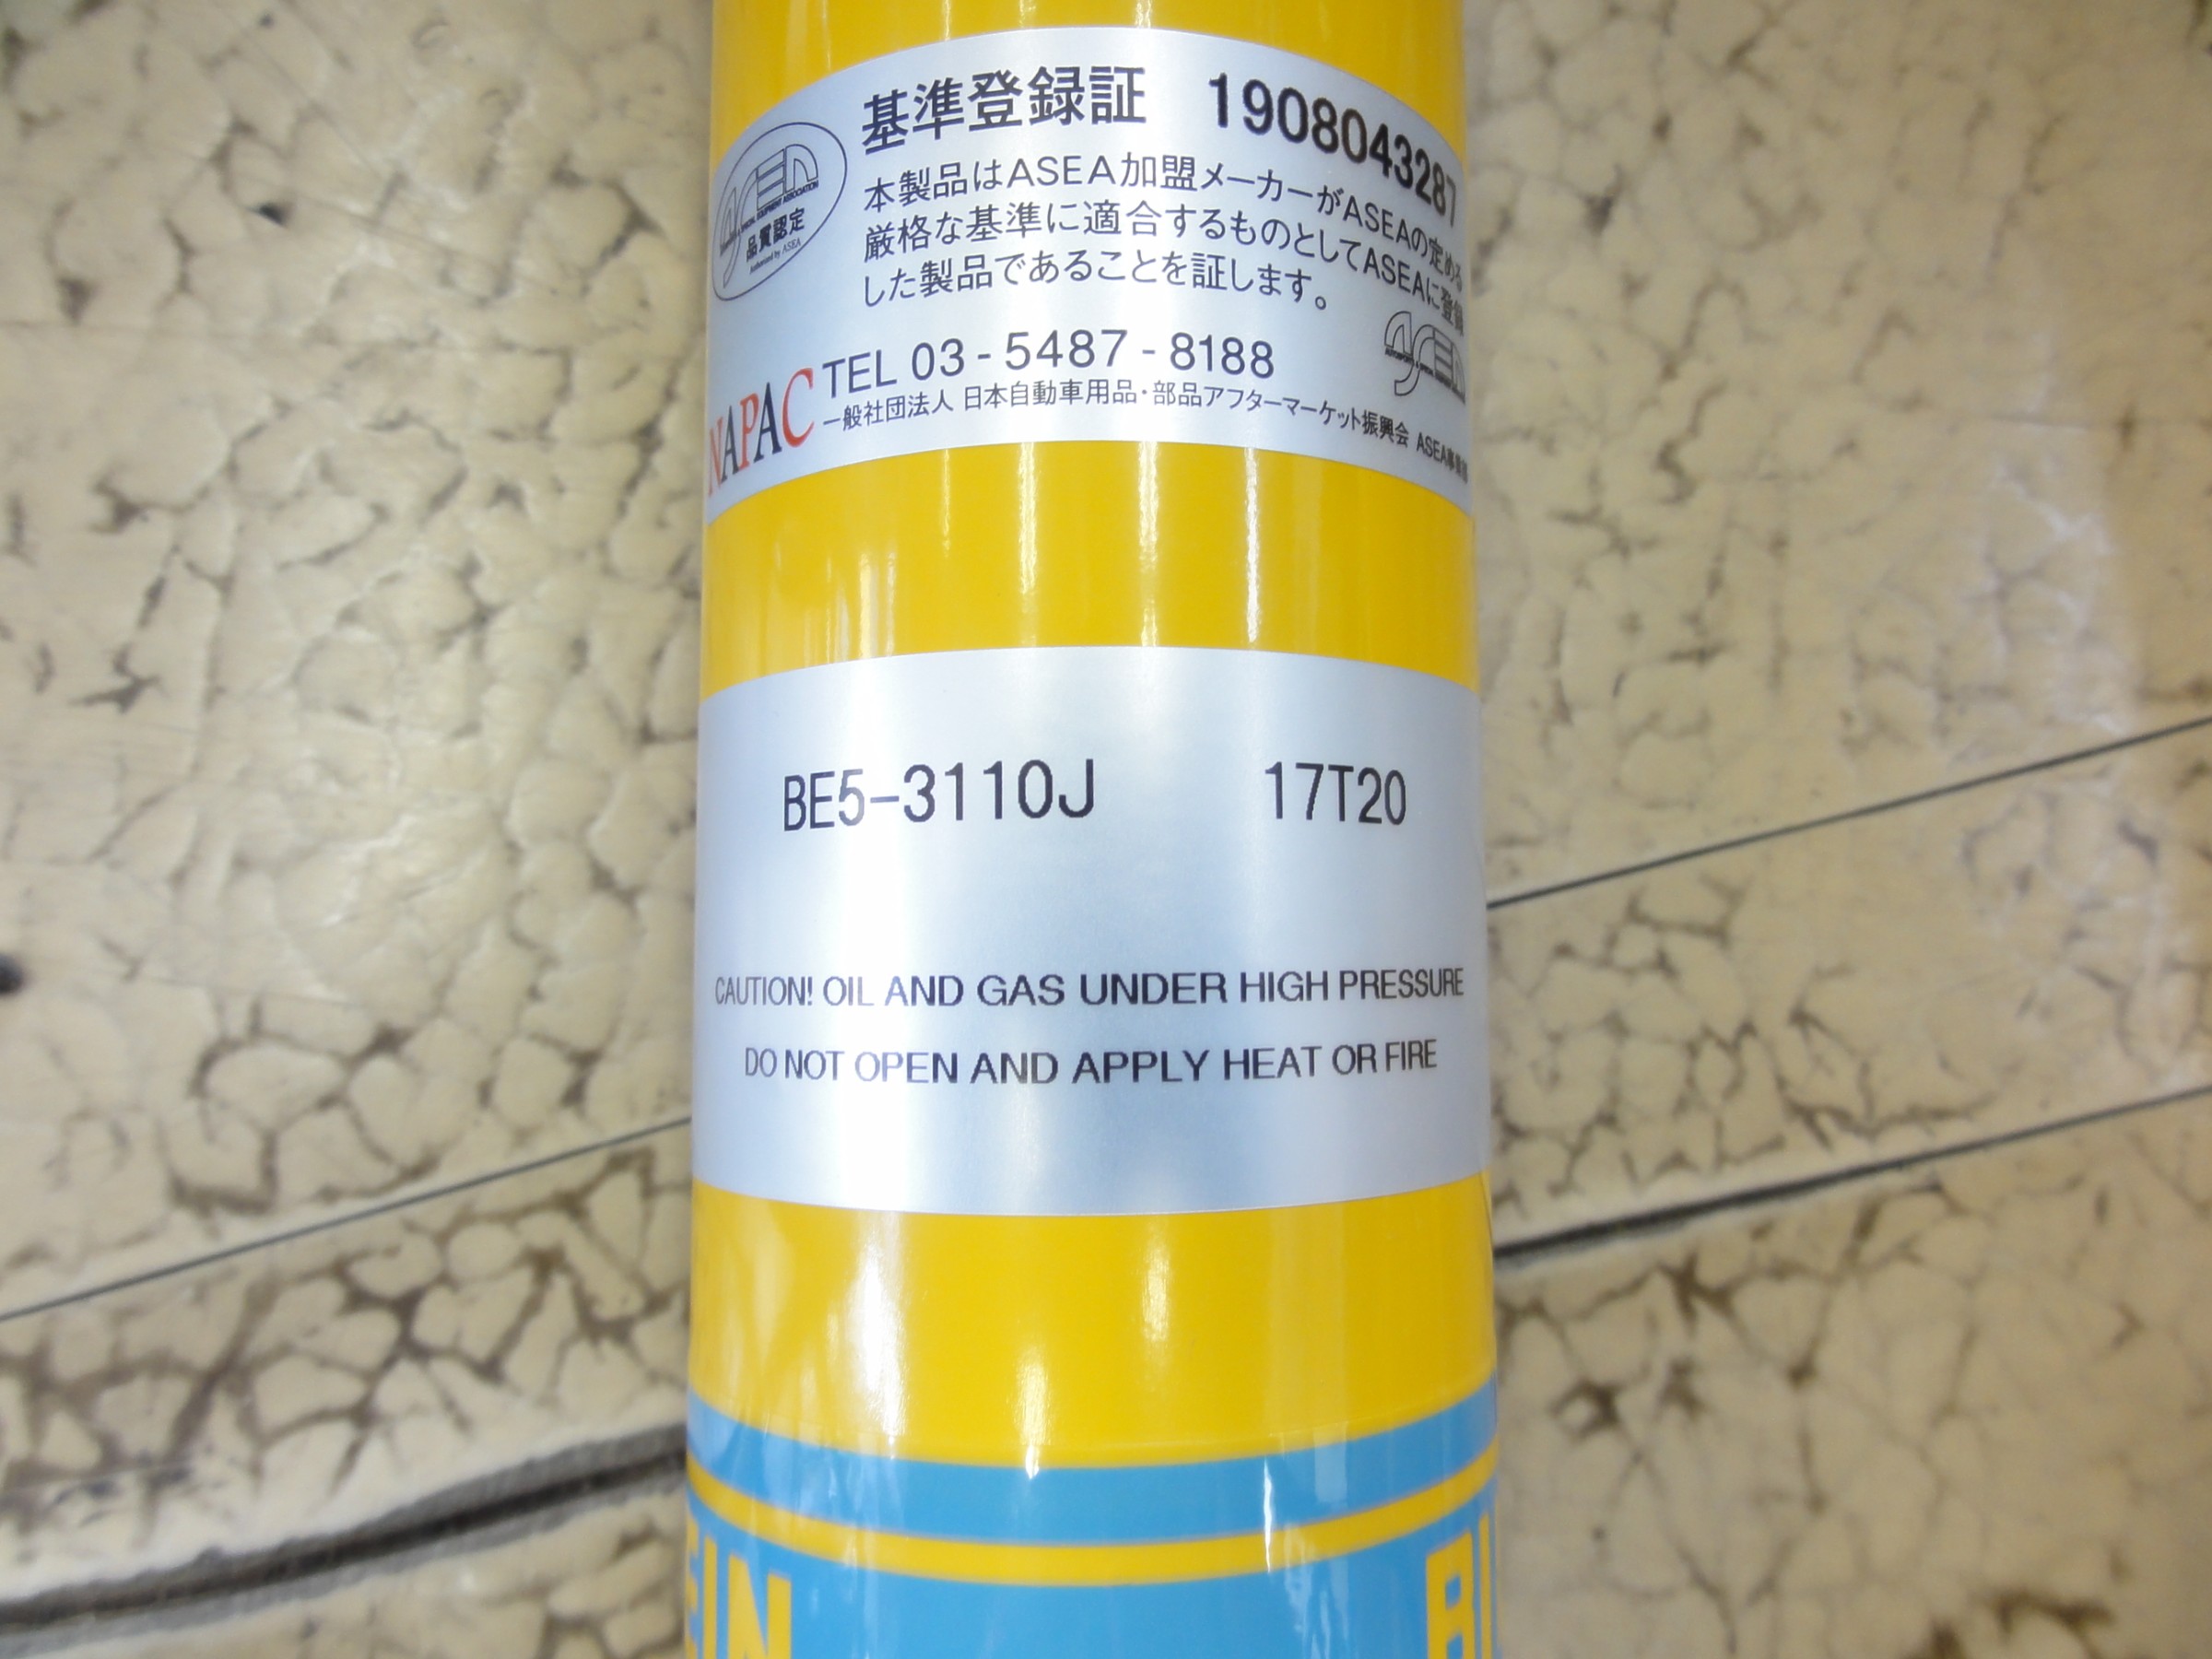 基準登録証 1908043287
本製品はASEA加盟メーカーがASEAの定める
厳格な基準に適合するものとしてASEAに登録
した製品であることを証します。
品質認定
Authorized by ASEA
NAPAC
TEL 03-5487-8188
一般社団法人 日本自動車用品・部品アフターマーケット振興会 ASEA事業部
BE5-3110J 17T20
CAUTION! OIL AND GAS UNDER HIGH PRESSURE
DO NOT OPEN AND APPLY HEAT OR FIRE